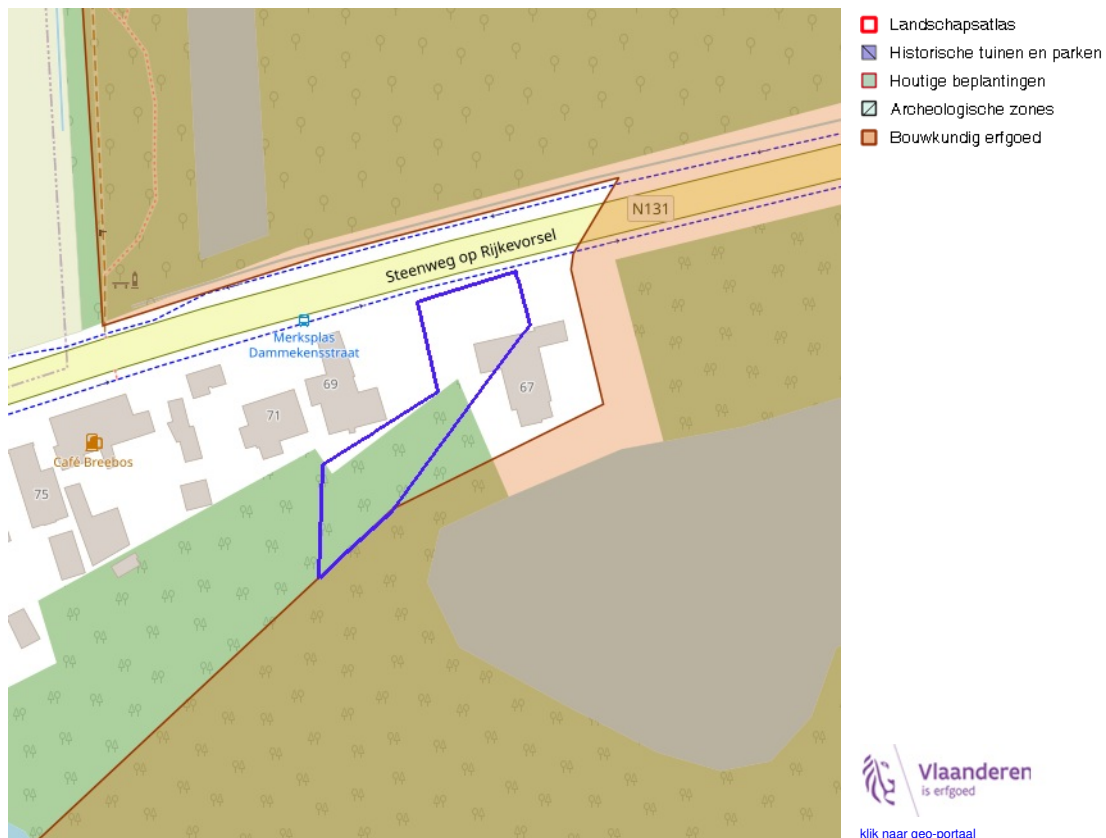 Landschapsatlas
Historische tuinen en parken
Houtige beplantingen
Archeologische zones
Bouwkundig erfgoed
N131
Steenweg op Rijkevorsel
Merksplas
Dammekensstraat
69
67
71
Café Breebos
75
Vlaanderen
is erfgoed
klik naar geo-portaal